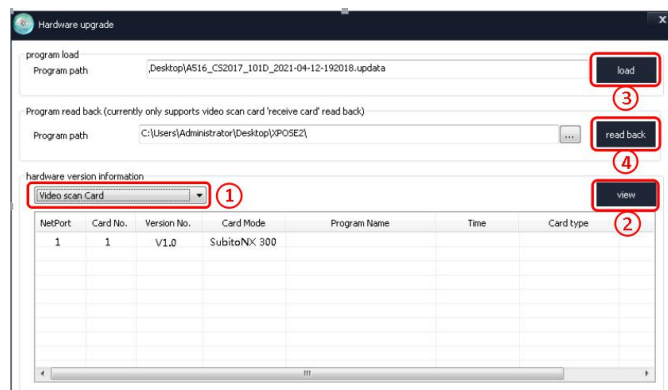 Hardware upgrade
x
program load
Program path ,Desktop\A516_CS2017_101D_2021-04-12-192018.updata load
③
Program read back (currently only supports video scan card 'receive card' read back)
Program path C:\Users\Administrator\Desktop\XPOSE2\ ... read back
④
hardware version information
Video scan Card ① view
②
NetPort Card No. Version No. Card Mode Program Name Time Card type
1 1 V1.0 SubitoNX 300